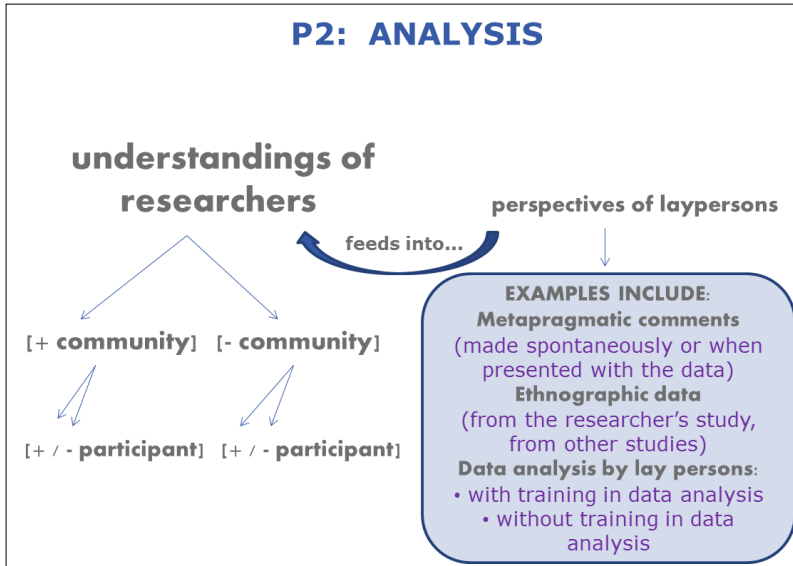 P2: ANALYSIS
understandings of
researchers
perspectives of laypersons
feeds into...
[+ community]
[- community]
[+ / - participant]
[+ / - participant]
EXAMPLES INCLUDE:
Metapragmatic comments
(made spontaneously or when
presented with the data)
Ethnographic data
(from the researcher’s study,
from other studies)
Data analysis by lay persons:
• with training in data analysis
• without training in data
analysis